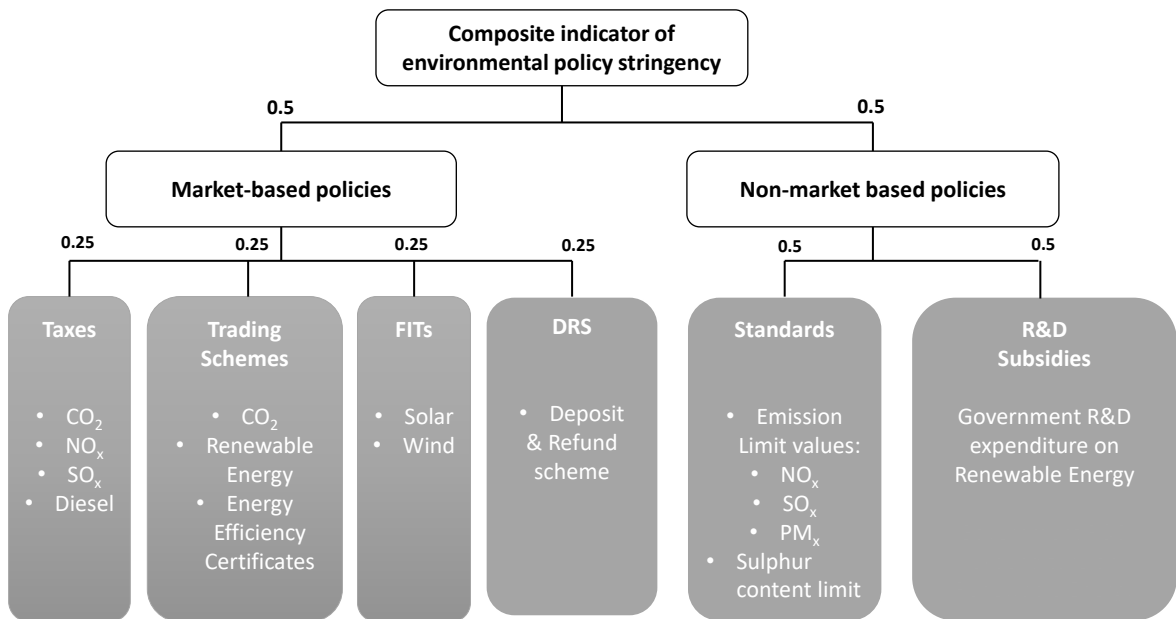 Composite indicator of
environmental policy stringency
0.5
0.5
Market-based policies
Non-market based policies
0.25
0.25
0.25
0.25
0.5
0.5
Taxes
• CO₂
• NOₓ
• SOₓ
• Diesel
Trading
Schemes
• CO₂
• Renewable
Energy
• Energy
Efficiency
Certificates
FITs
• Solar
• Wind
DRS
• Deposit
& Refund
scheme
Standards
• Emission
Limit values:
• NOₓ
• SOₓ
• PMₓ
• Sulphur
content limit
R&D
Subsidies
Government R&D
expenditure on
Renewable Energy